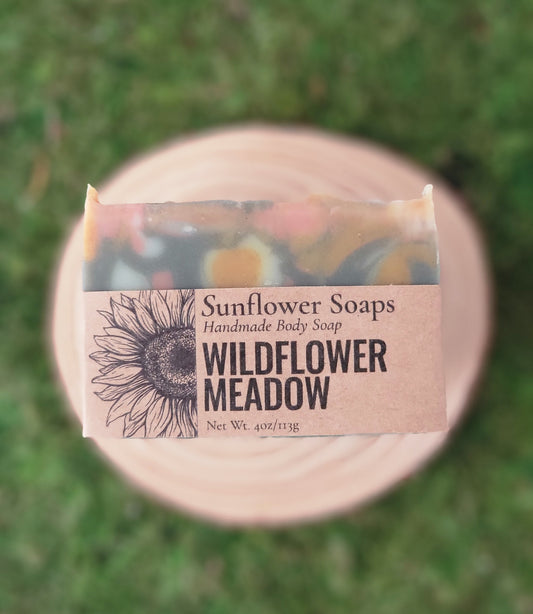 Sunflower Soaps
Handmade Body Soap
WILDFLOWER
MEADOW
Net Wt. 4oz/113g